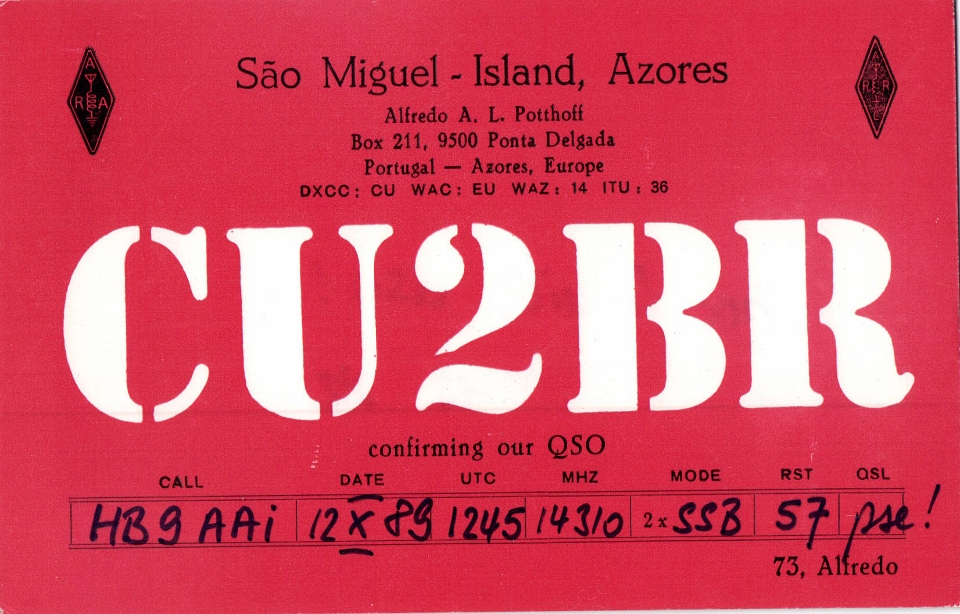 São Miguel - Island, Azores
A
R A
R E R
Alfredo A. L. Potthoff
Box 211, 9500 Ponta Delgada
Portugal — Azores, Europe
DXCC: CU WAC: EU WAZ: 14 ITU: 36
CU2BR
confirming our QSO
CALL DATE UTC MHZ MODE RST QSL
HB9AAi 12 X 89 1245 14310 2 x SSB 57 pse!
73, Alfredo